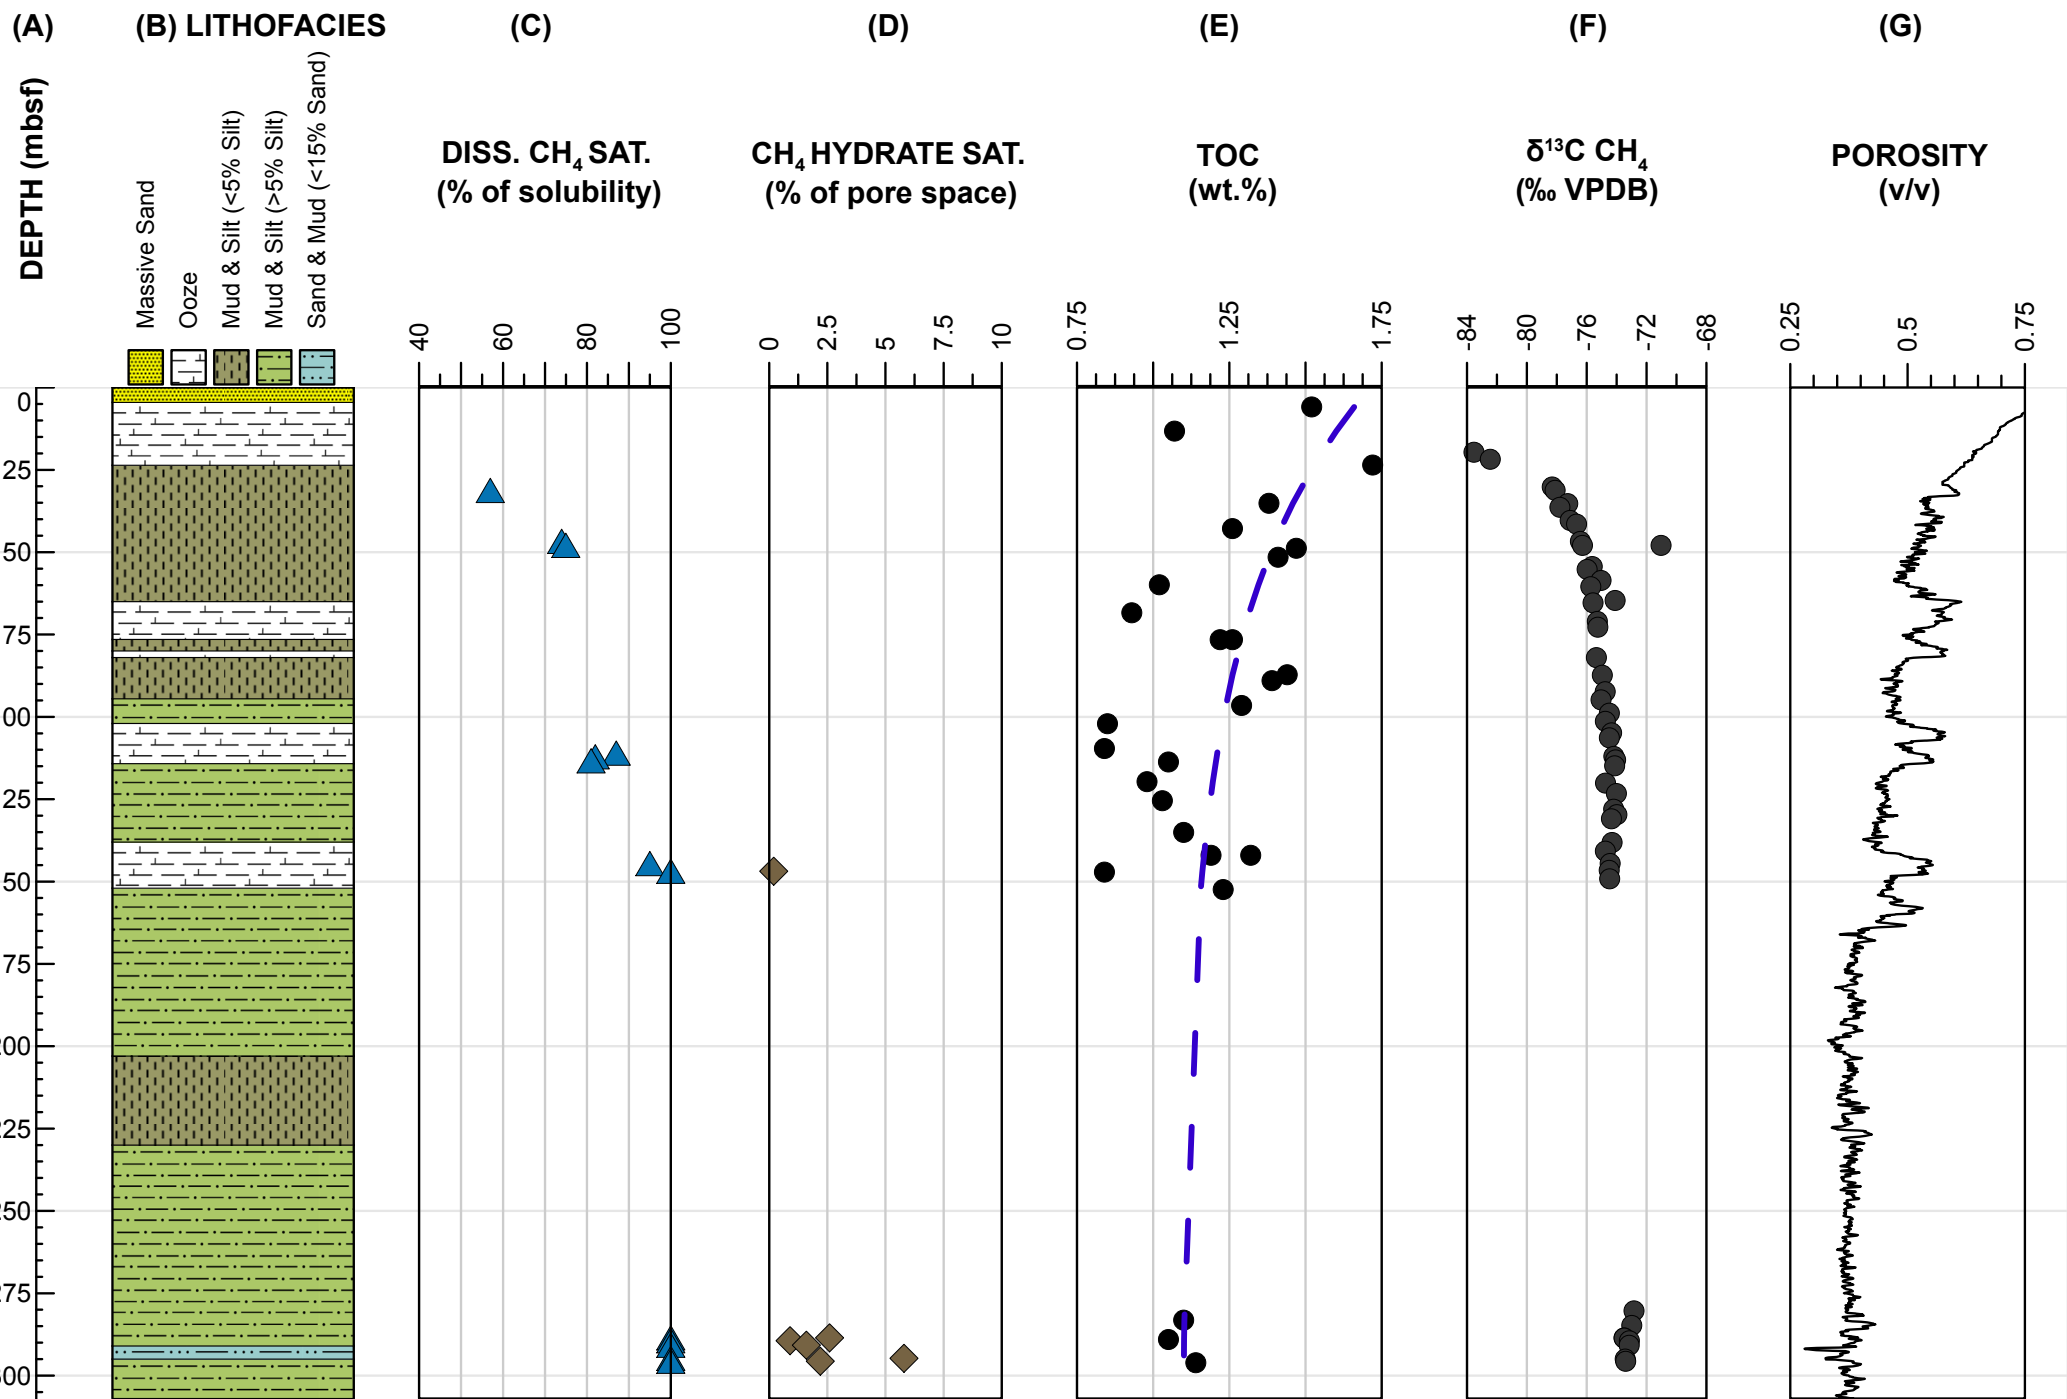 (A)
(B) LITHOFACIES
(C)
(D)
(E)
(F)
(G)
DEPTH (mbsf)
Massive Sand
Ooze
Mud & Silt (<5% Silt)
Mud & Silt (>5% Silt)
Sand & Mud (<15% Sand)
DISS. CH₄ SAT.
(% of solubility)
CH₄ HYDRATE SAT.
(% of pore space)
TOC
(wt.%)
δ¹³C CH₄
(‰ VPDB)
POROSITY
(v/v)
40 60 80 100
0 2.5 5 7.5 10
0.75 1.25 1.75
-84 -80 -76 -72 -68
0.25 0.5 0.75
0
25
50
75
00
25
50
75
200
225
250
275
300